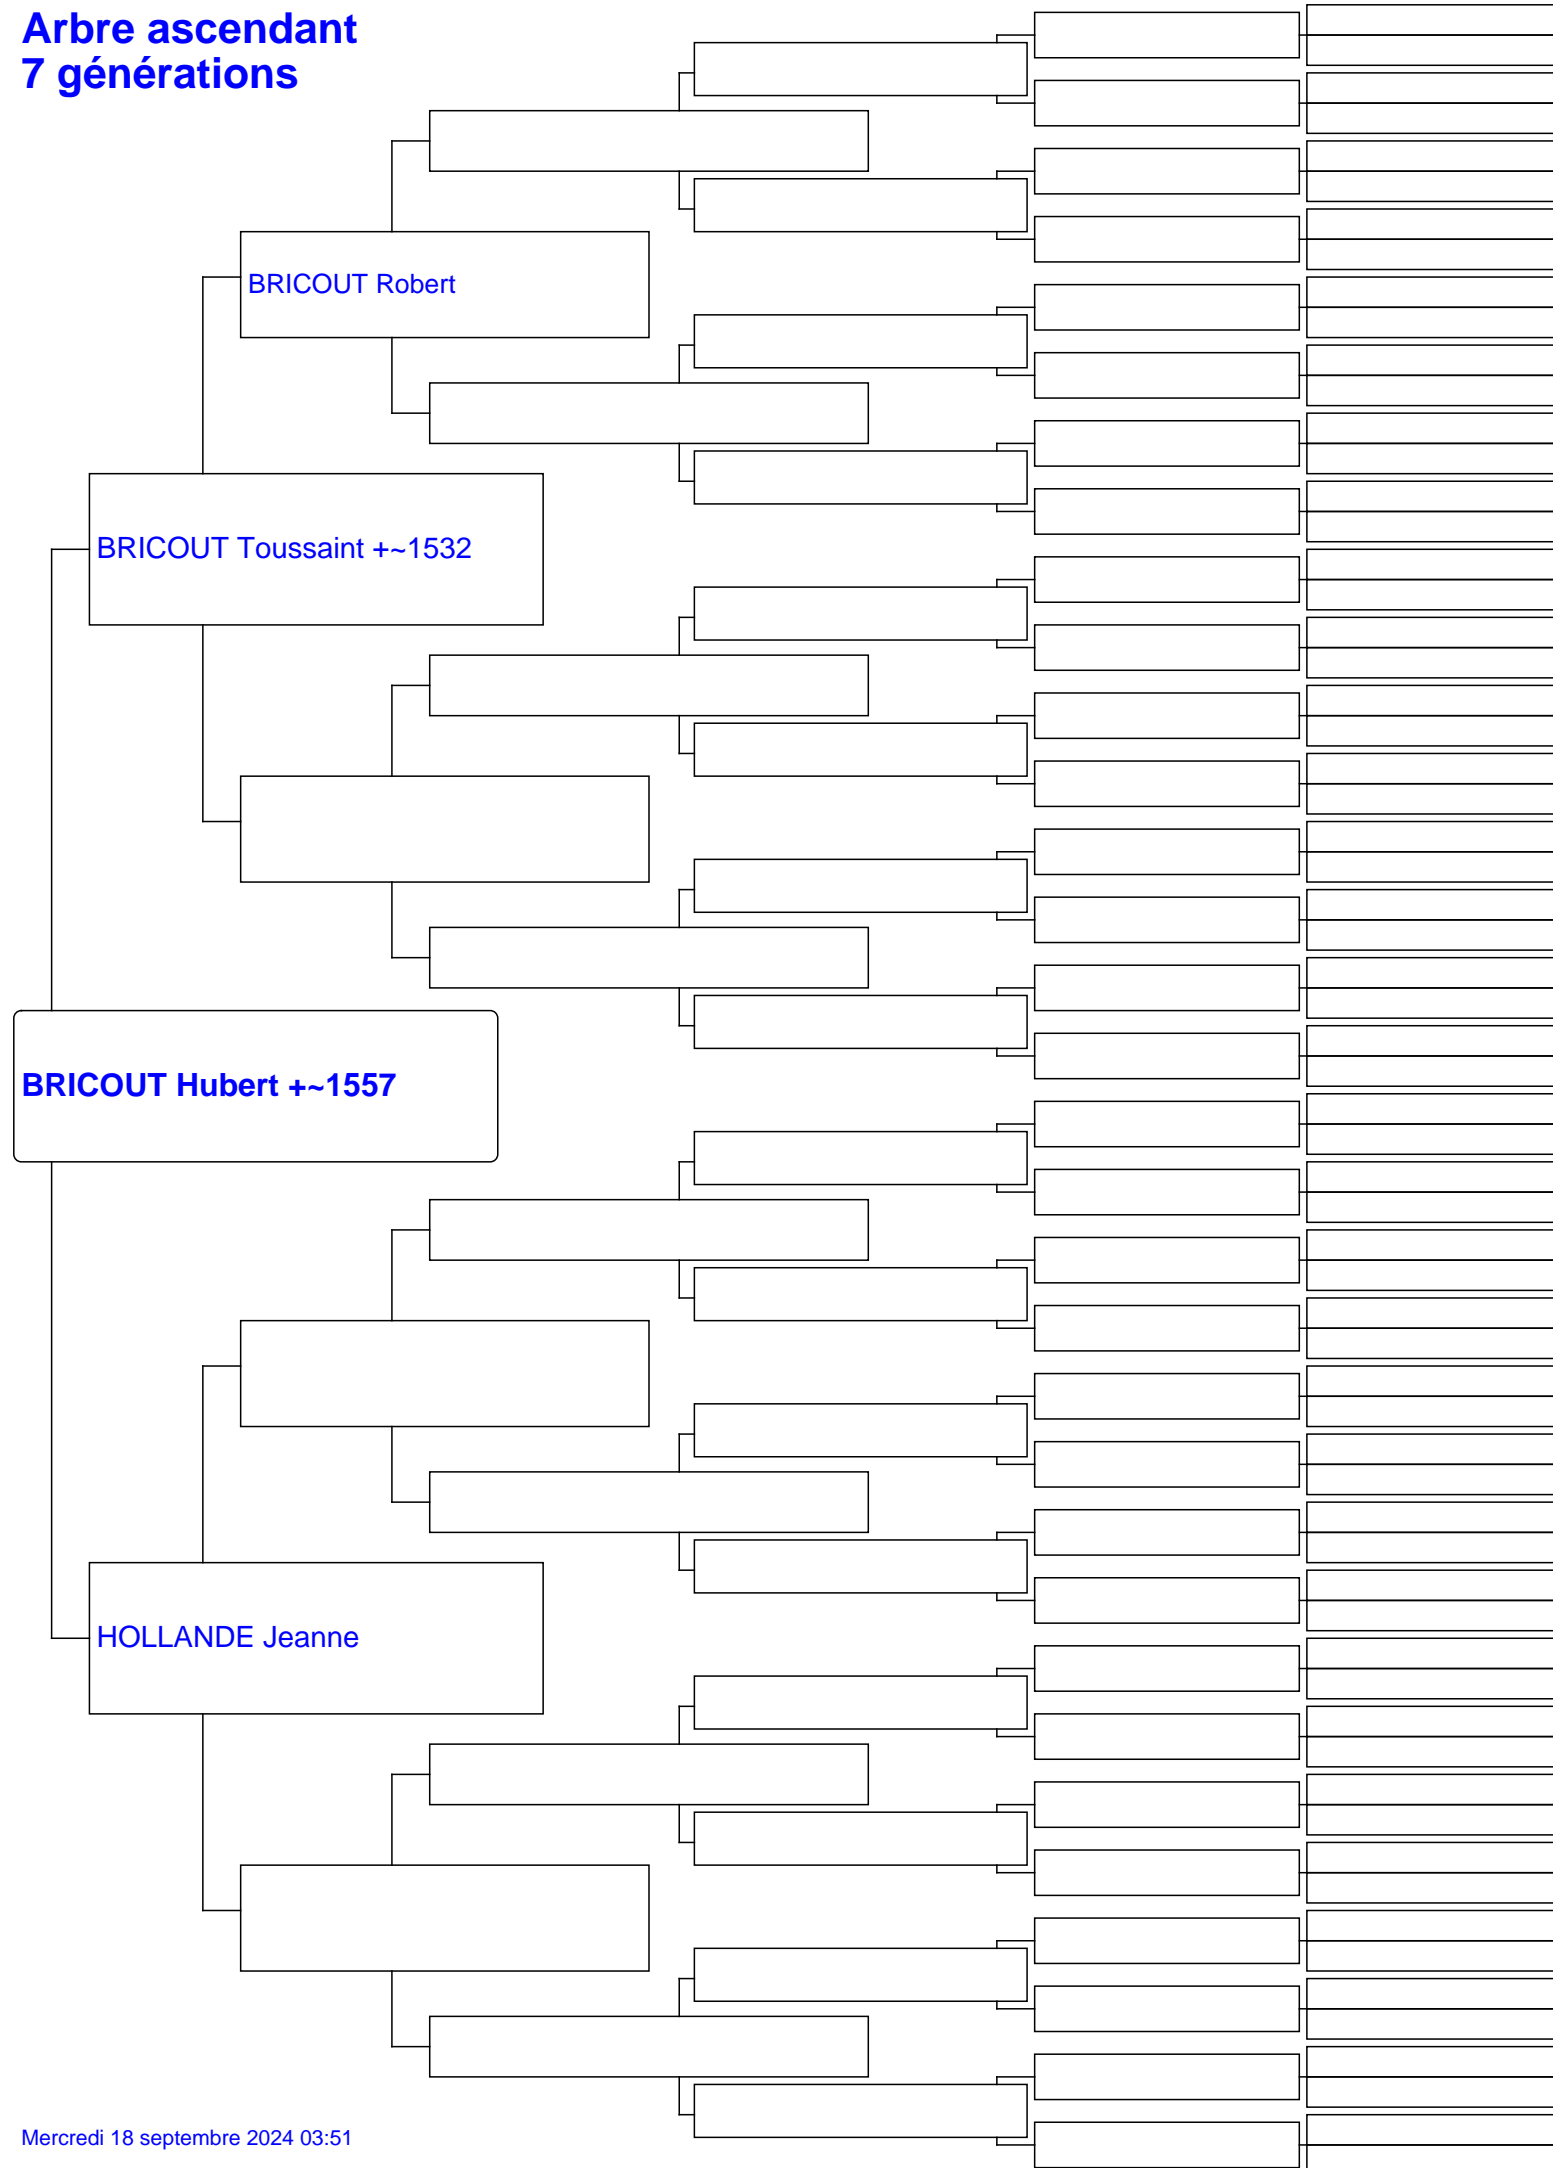 Arbre ascendant
7 générations
BRICOUT Robert
BRICOUT Toussaint +~1532
BRICOUT Hubert +~1557
HOLLANDE Jeanne
Mercredi 18 septembre 2024 03:51